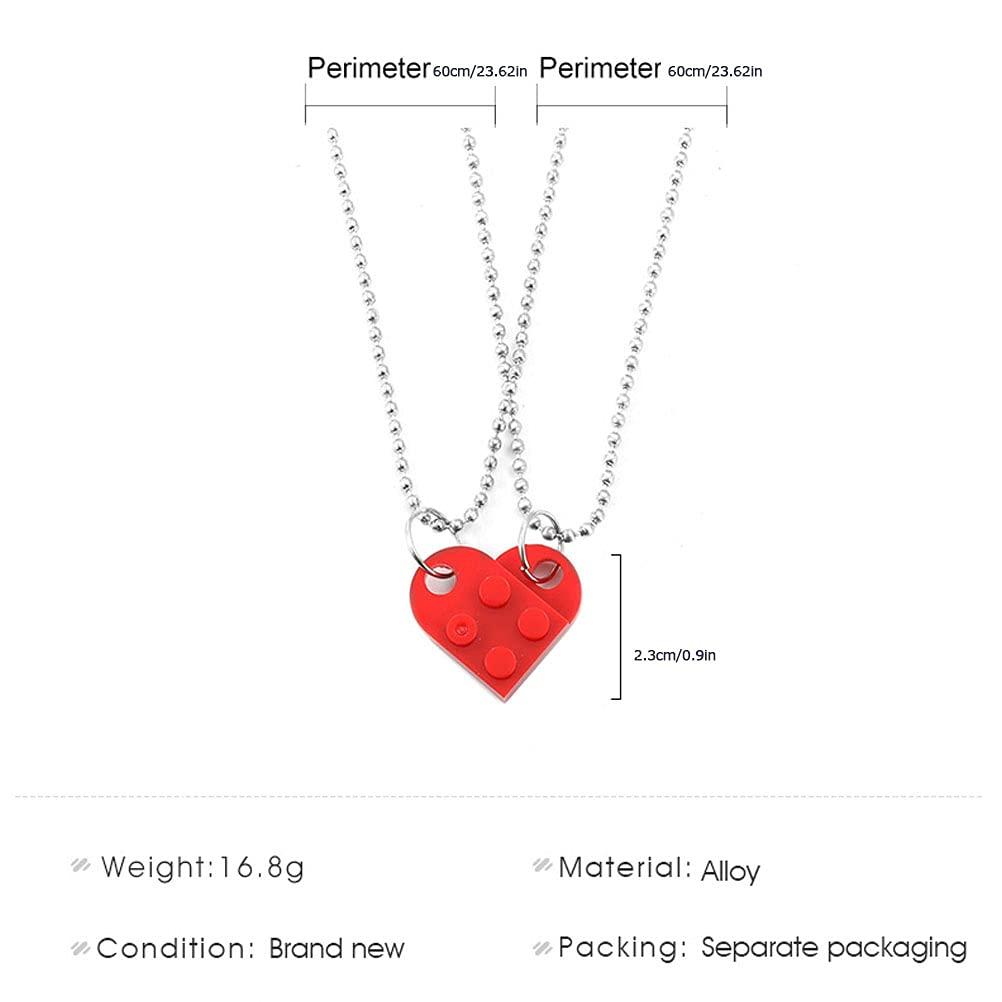 Perimeter 60cm/23.62in Perimeter 60cm/23.62in
2.3cm/0.9in
Weight:16.8g Material: Alloy
Condition: Brand new Packing: Separate packaging